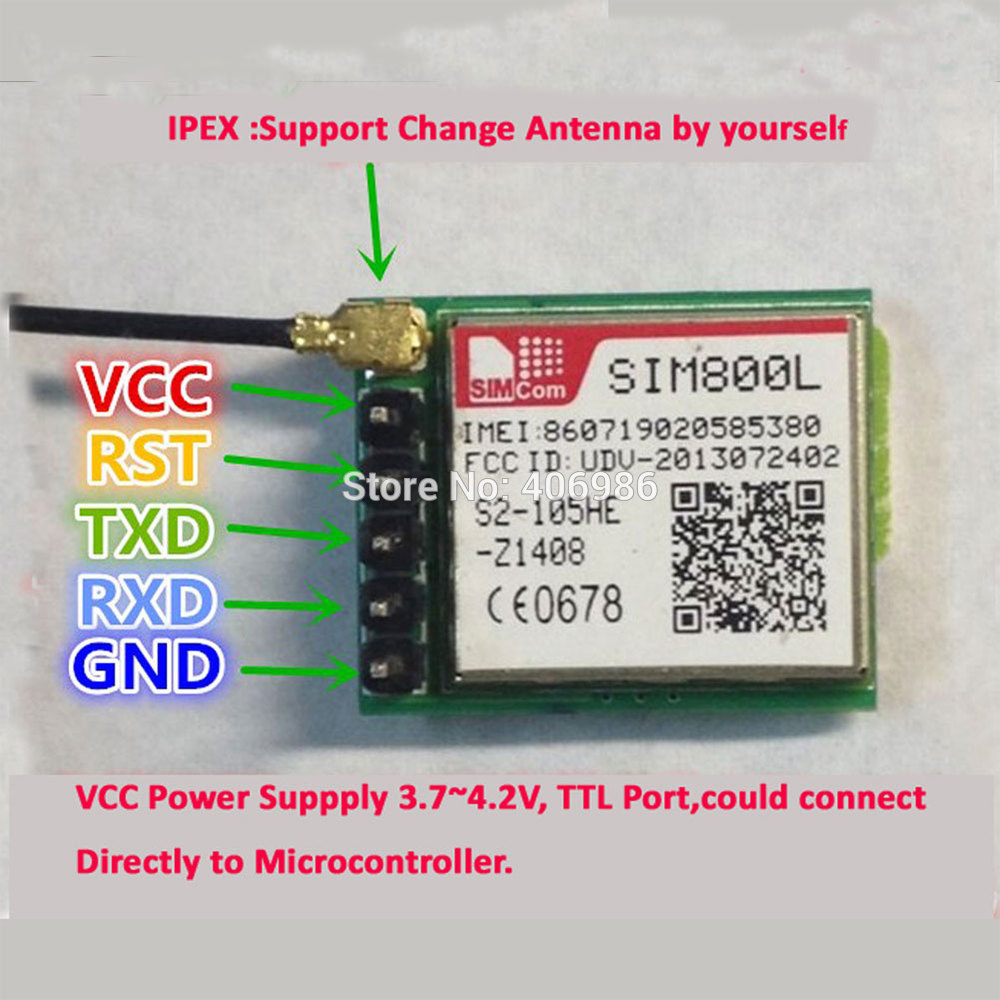 IPEX :Support Change Antenna by yourself
VCC
RST
TXD
RXD
GND
SIMCom
SIM800L
IMEI:860719020585380
FCC ID: UDV-2013072402
Store No: 406986
S2-105HE
-Z1408
CE0678
VCC Power Suppply 3.7~4.2V, TTL Port,could connect
Directly to Microcontroller.